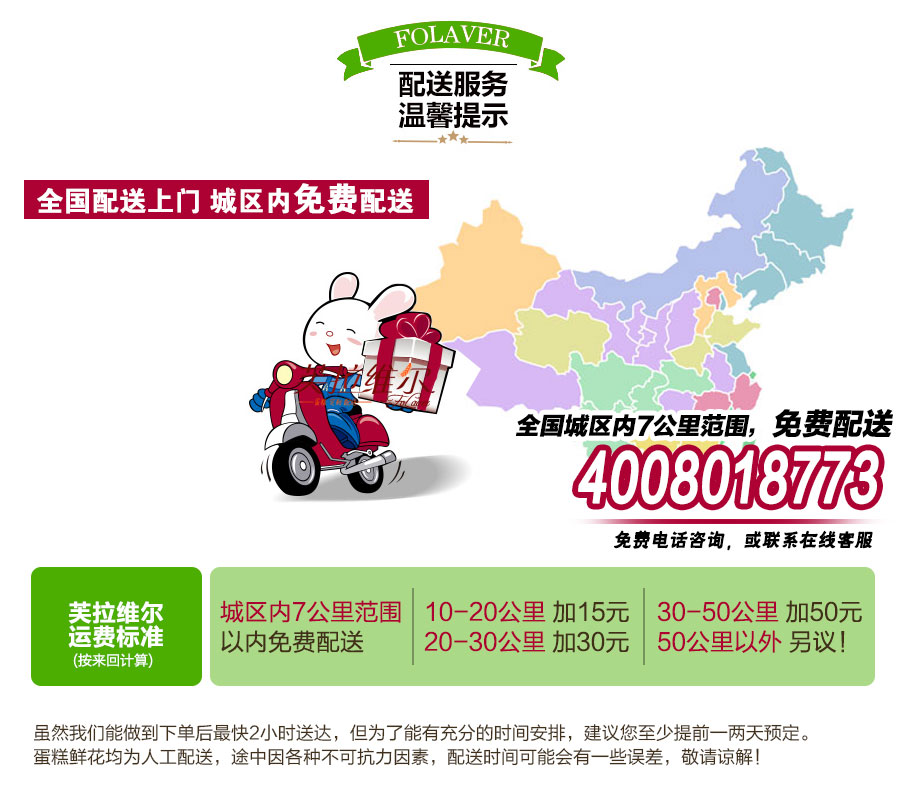 FOLAVER
配送服务
温馨提示
全国配送上门 城区内免费配送
拉维尔
全国城区内7公里范围，免费配送
4008018773
免费电话咨询，或联系在线客服
芙拉维尔
运费标准
(按来回计算)
城区内7公里范围
以内免费配送
10-20公里 加15元
20-30公里 加30元
30-50公里 加50元
50公里以外 另议！
虽然我们能做到下单后最快2小时送达，但为了能有充分的时间安排，建议您至少提前一两天预定。
蛋糕鲜花均为人工配送，途中因各种不可抗力因素，配送时间可能会有一些误差，敬请谅解！